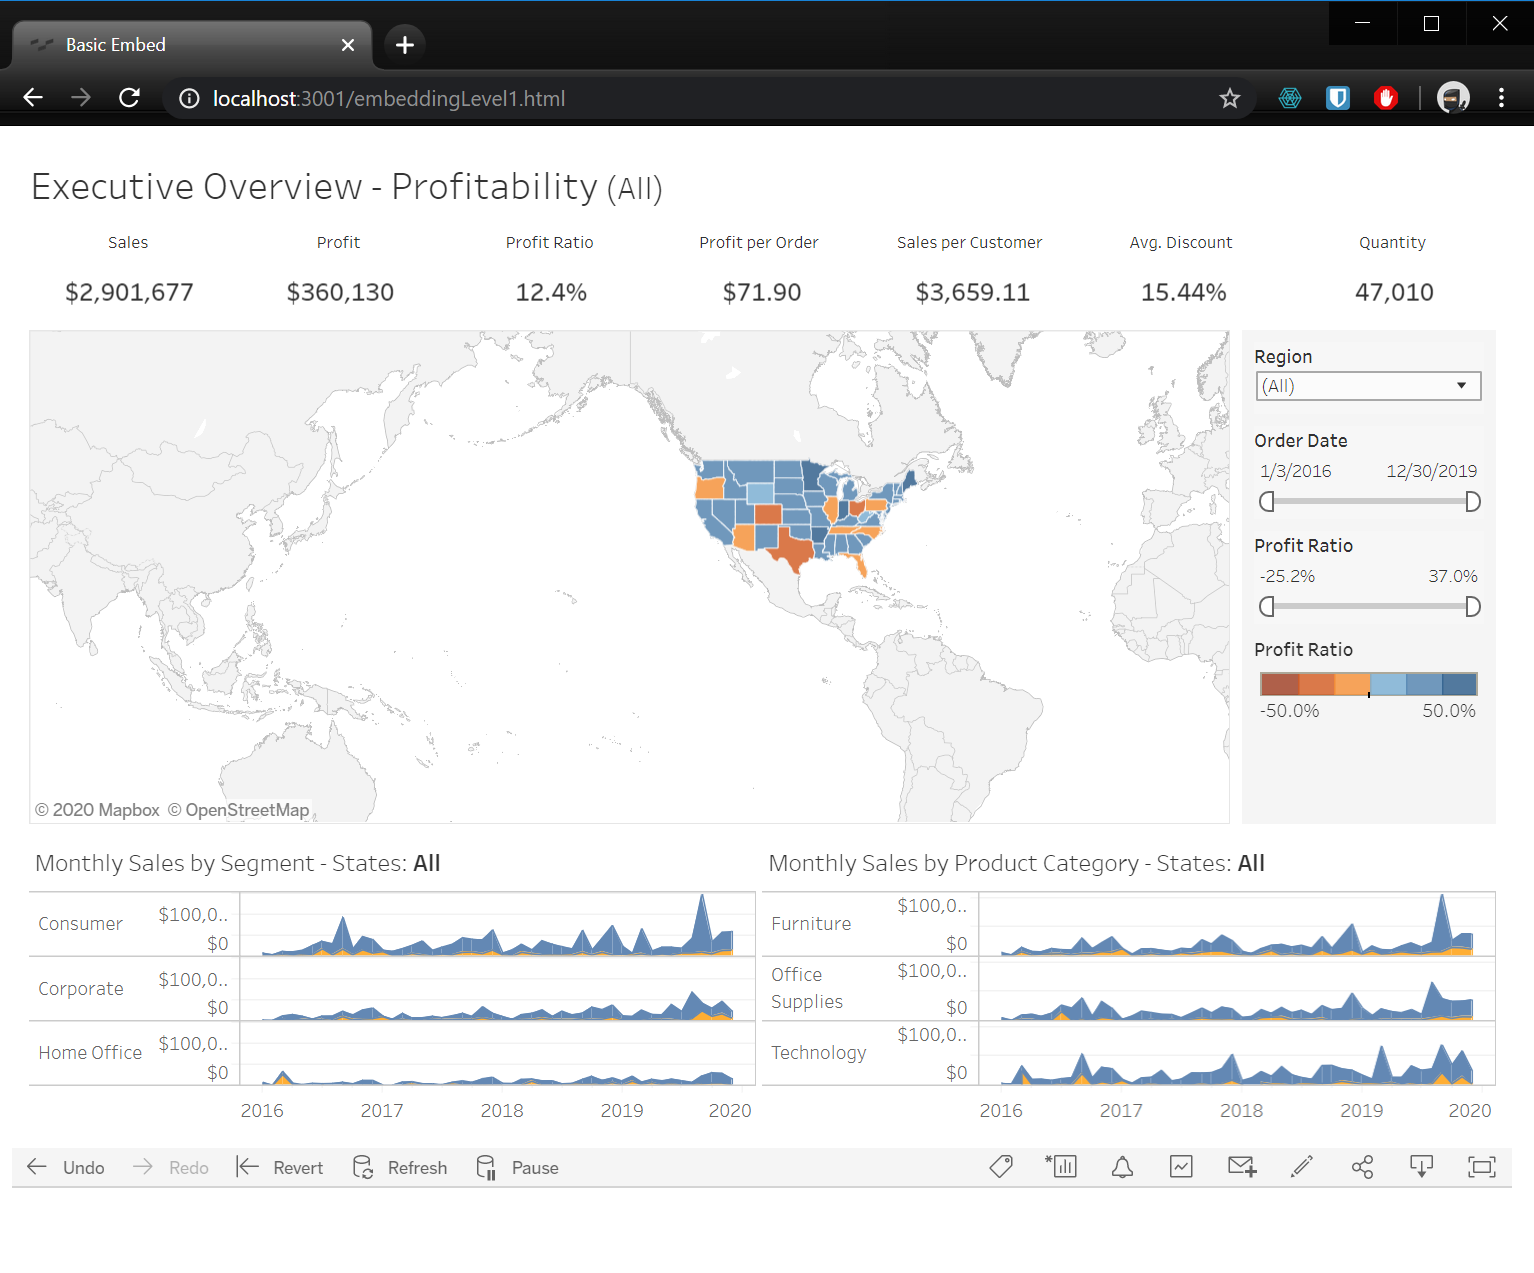 Basic Embed
localhost:3001/embeddingLevel1.html
Executive Overview - Profitability (All)
Sales Profit Profit Ratio Profit per Order Sales per Customer Avg. Discount Quantity
$2,901,677 $360,130 12.4% $71.90 $3,659.11 15.44% 47,010
Region
(All)
Order Date
1/3/2016 12/30/2019
Profit Ratio
-25.2% 37.0%
Profit Ratio
-50.0% 50.0%
© 2020 Mapbox © OpenStreetMap
Monthly Sales by Segment - States: All
Consumer
$100,0..
$0
Corporate
$100,0..
$0
Home Office
$100,0..
$0
2016 2017 2018 2019 2020
Monthly Sales by Product Category - States: All
Furniture
$100,0..
$0
Office
Supplies
$100,0..
$0
Technology
$100,0..
$0
2016 2017 2018 2019 2020
Undo Redo Revert Refresh Pause